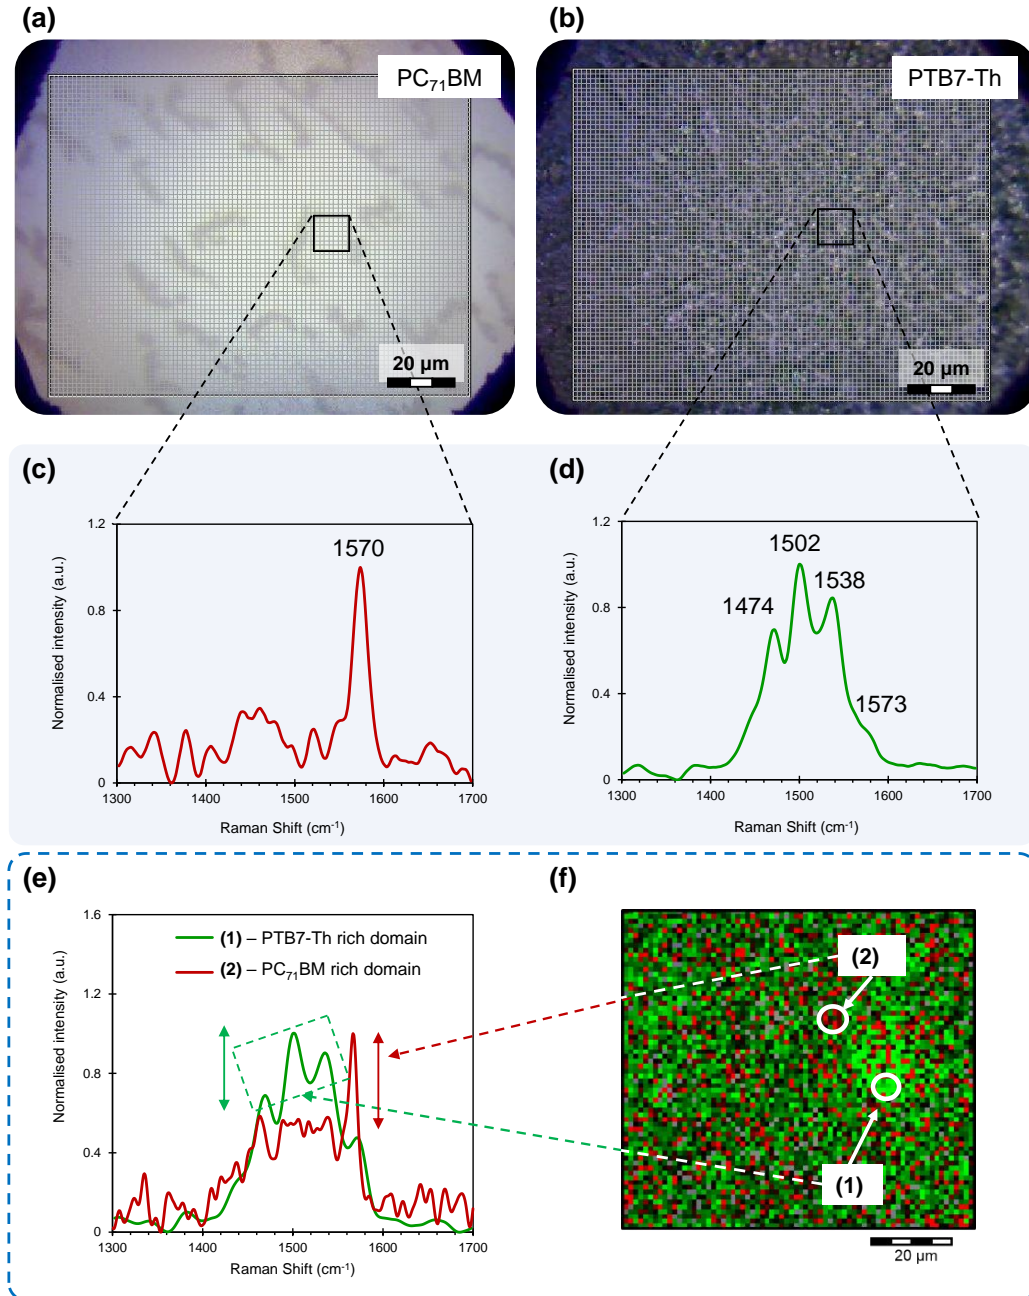 (a)
(b)
PC₇₁BM
PTB7-Th
20 µm
20 µm
(c)
(d)
1.2
0.8
0.4
0
1300
1400
1500
1600
1700
Normalised intensity (a.u.)
Raman Shift (cm⁻¹)
1570
1.2
0.8
0.4
0
1300
1400
1500
1600
1700
Normalised intensity (a.u.)
Raman Shift (cm⁻¹)
1474
1502
1538
1573
(e)
(f)
1.6
1.2
0.8
0.4
0
1300
1400
1500
1600
1700
Normalised intensity (a.u.)
Raman Shift (cm⁻¹)
(1) – PTB7-Th rich domain
(2) – PC₇₁BM rich domain
(2)
(1)
20 µm